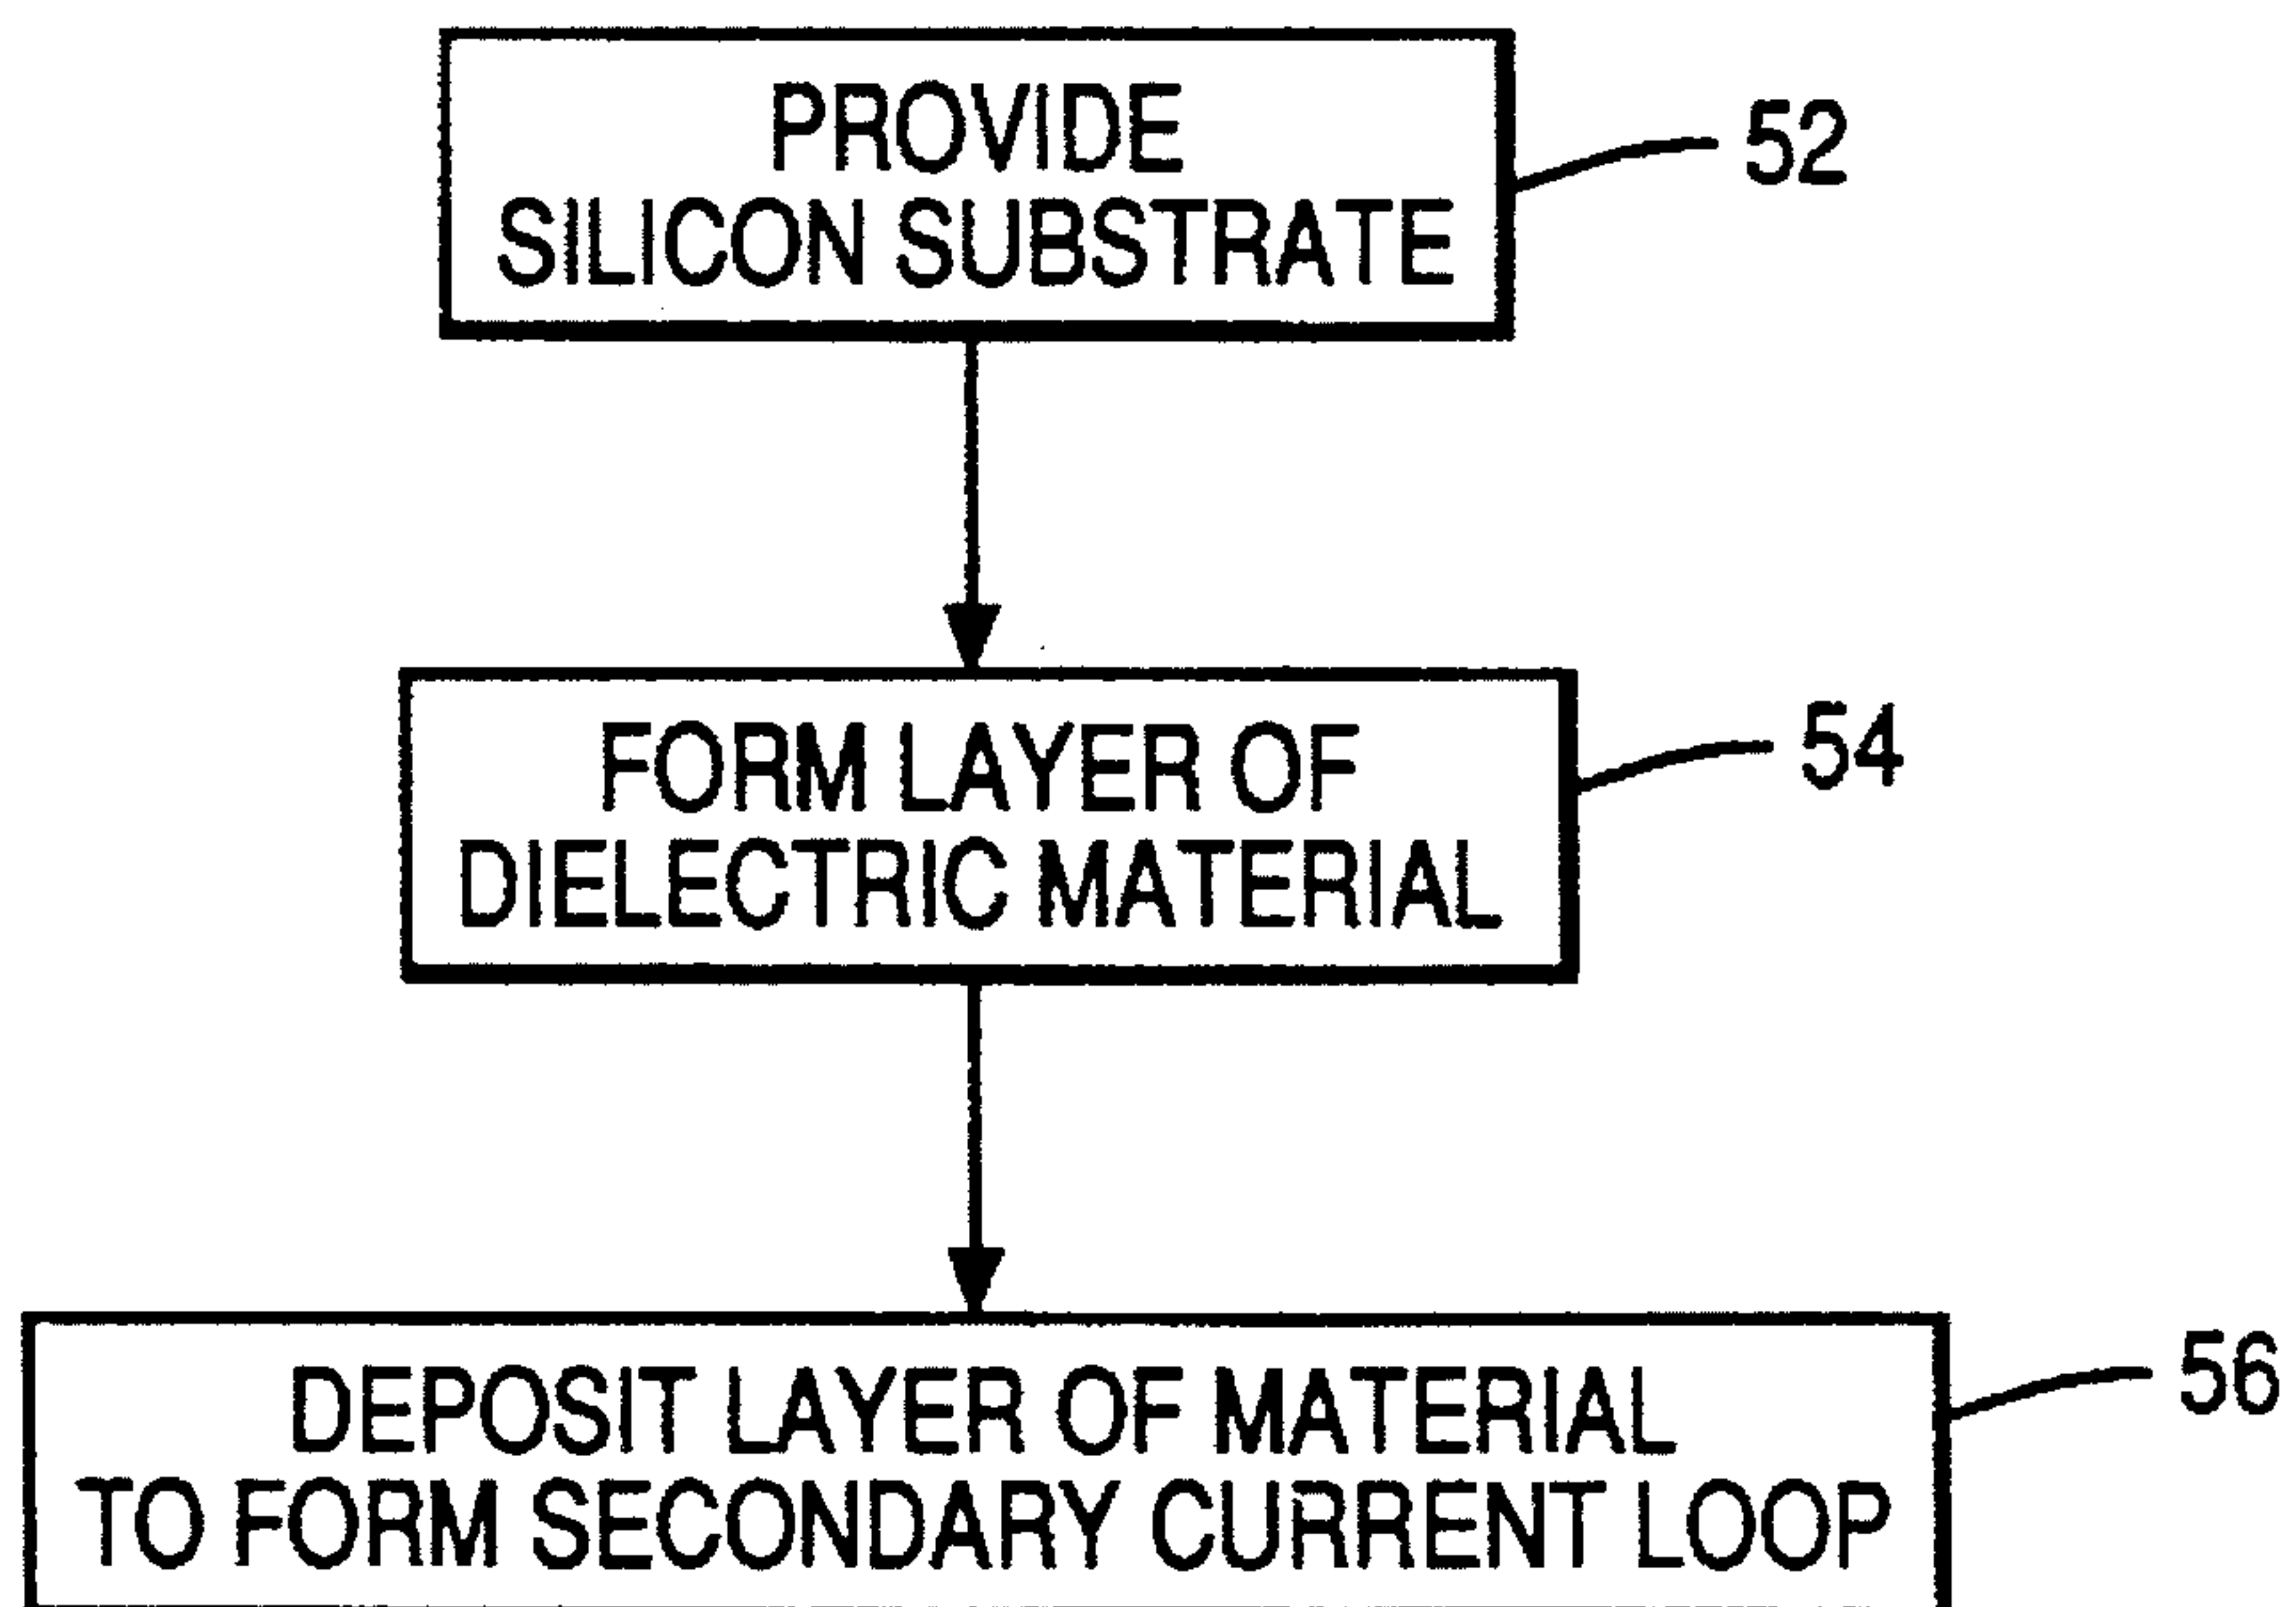 PROVIDE
SILICON SUBSTRATE
52
FORM LAYER OF
DIELECTRIC MATERIAL
54
DEPOSIT LAYER OF MATERIAL
TO FORM SECONDARY CURRENT LOOP
56